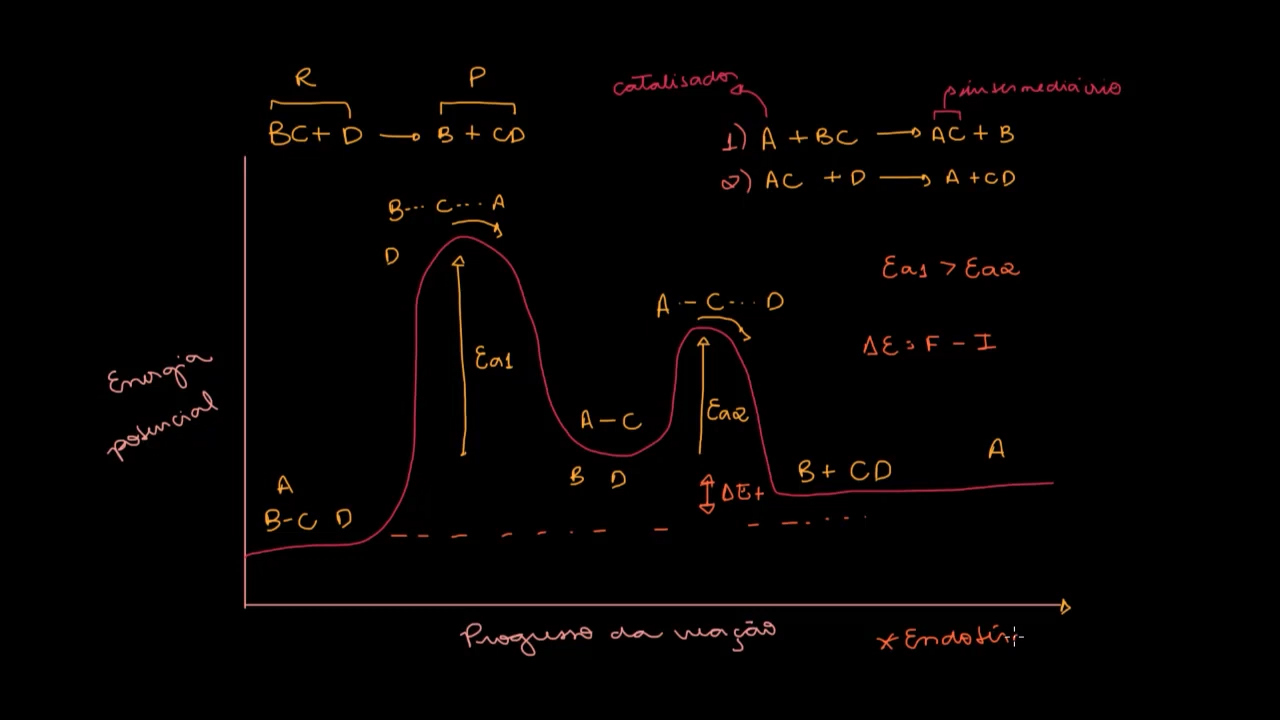 R P
BC + D → B + CD
catalisador intermediário
1) A + BC → AC + B
2) AC + D → A + CD
B··· C··· A
D
Ea1 > Ea2
A ·– C··· D
ΔE = F - I
Ea1
Energia
potencial
A – C
Ea2
B D
A
B + CD
ΔE+
A
B-C D
Progresso da reação
* Endotér